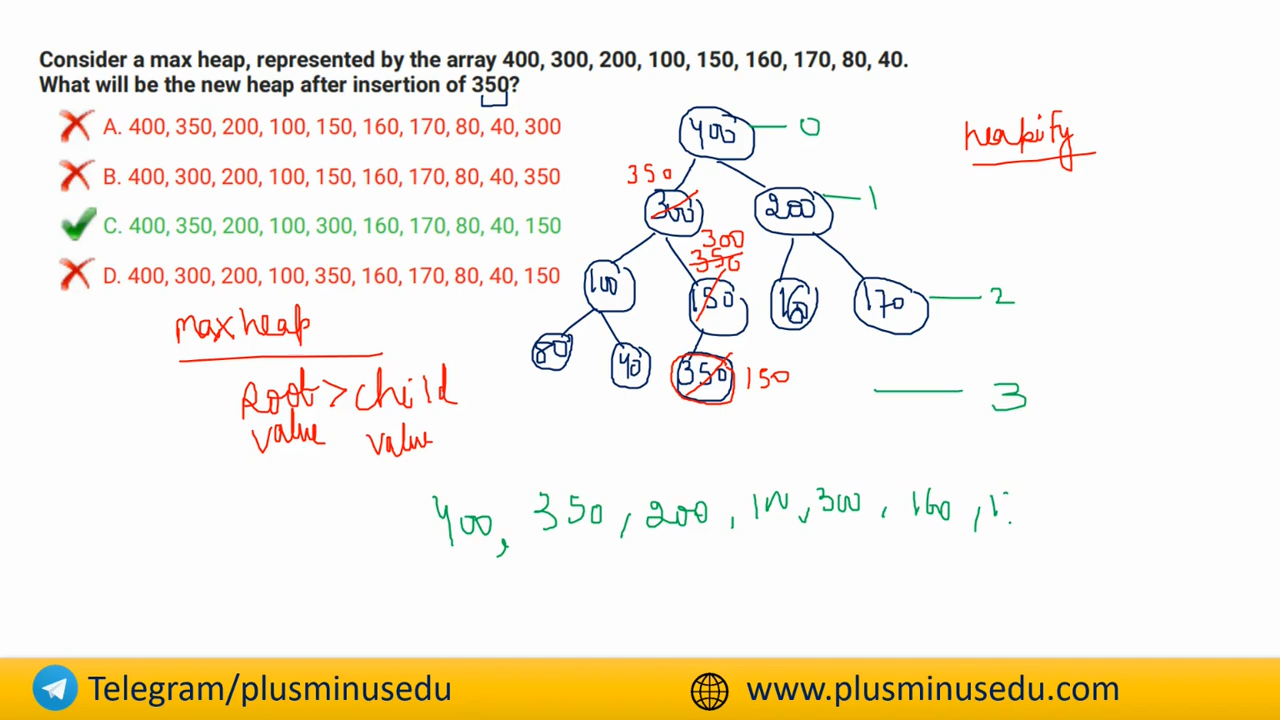 Consider a max heap, represented by the array 400, 300, 200, 100, 150, 160, 170, 80, 40.
What will be the new heap after insertion of 350?
A. 400, 350, 200, 100, 150, 160, 170, 80, 40, 300
B. 400, 300, 200, 100, 150, 160, 170, 80, 40, 350
C. 400, 350, 200, 100, 300, 160, 170, 80, 40, 150
D. 400, 300, 200, 100, 350, 160, 170, 80, 40, 150
400 0
heapify
350
300 200 1
300
350
100 150 160 170 2
80 40 350 150 3
max heap
Root > child
value value
400, 350, 200, 100, 300, 160, 1
Telegram/plusminusedu
www.plusminusedu.com